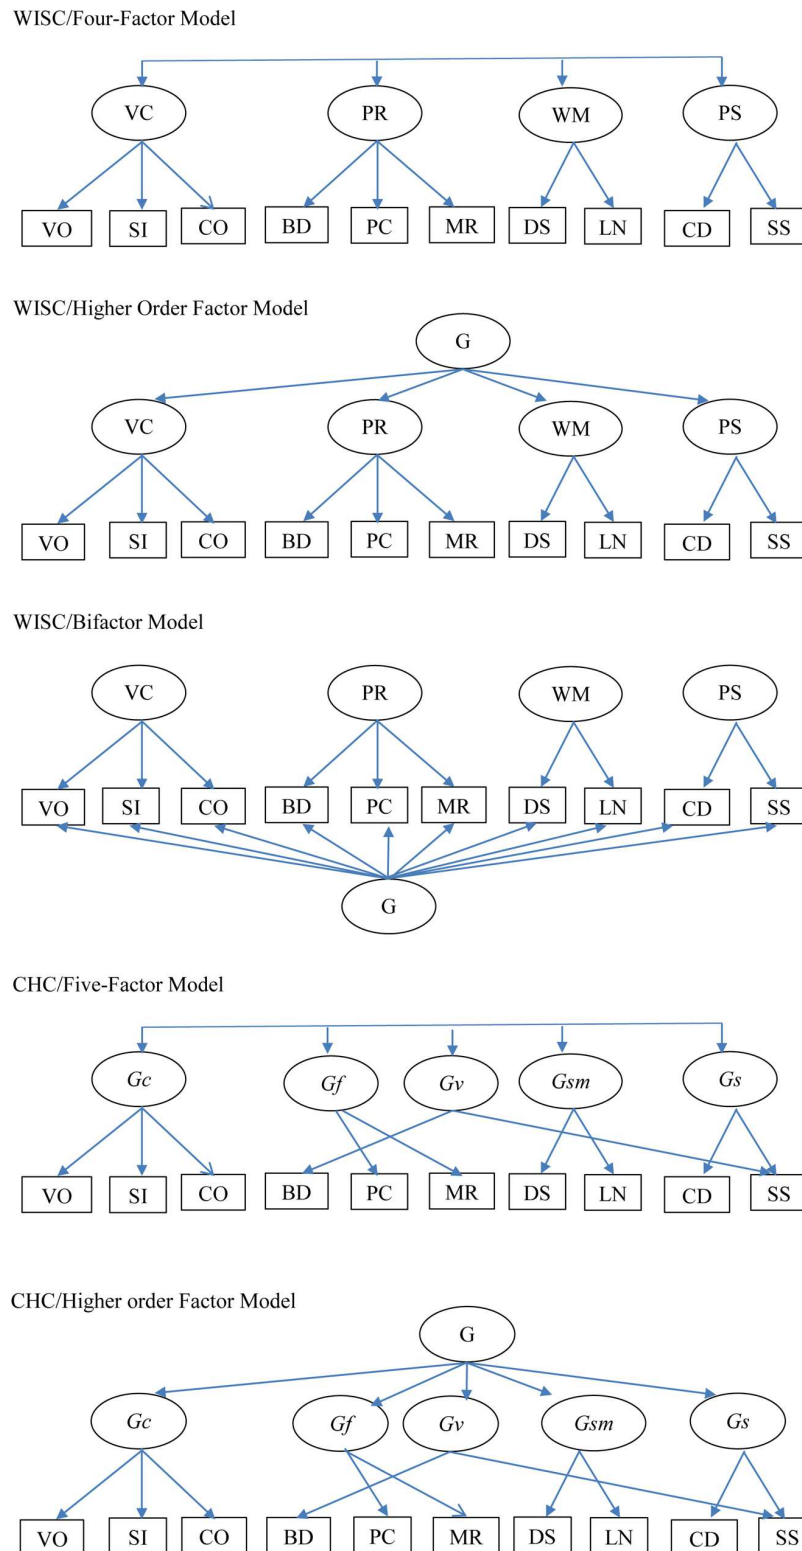 WISC/Four-Factor Model
VC PR WM PS
VO SI CO BD PC MR DS LN CD SS
WISC/Higher Order Factor Model
G
VC PR WM PS
VO SI CO BD PC MR DS LN CD SS
WISC/Bifactor Model
VC PR WM PS
VO SI CO BD PC MR DS LN CD SS
G
CHC/Five-Factor Model
Gc Gf Gv Gsm Gs
VO SI CO BD PC MR DS LN CD SS
CHC/Higher order Factor Model
G
Gc Gf Gv Gsm Gs
VO SI CO BD PC MR DS LN CD SS